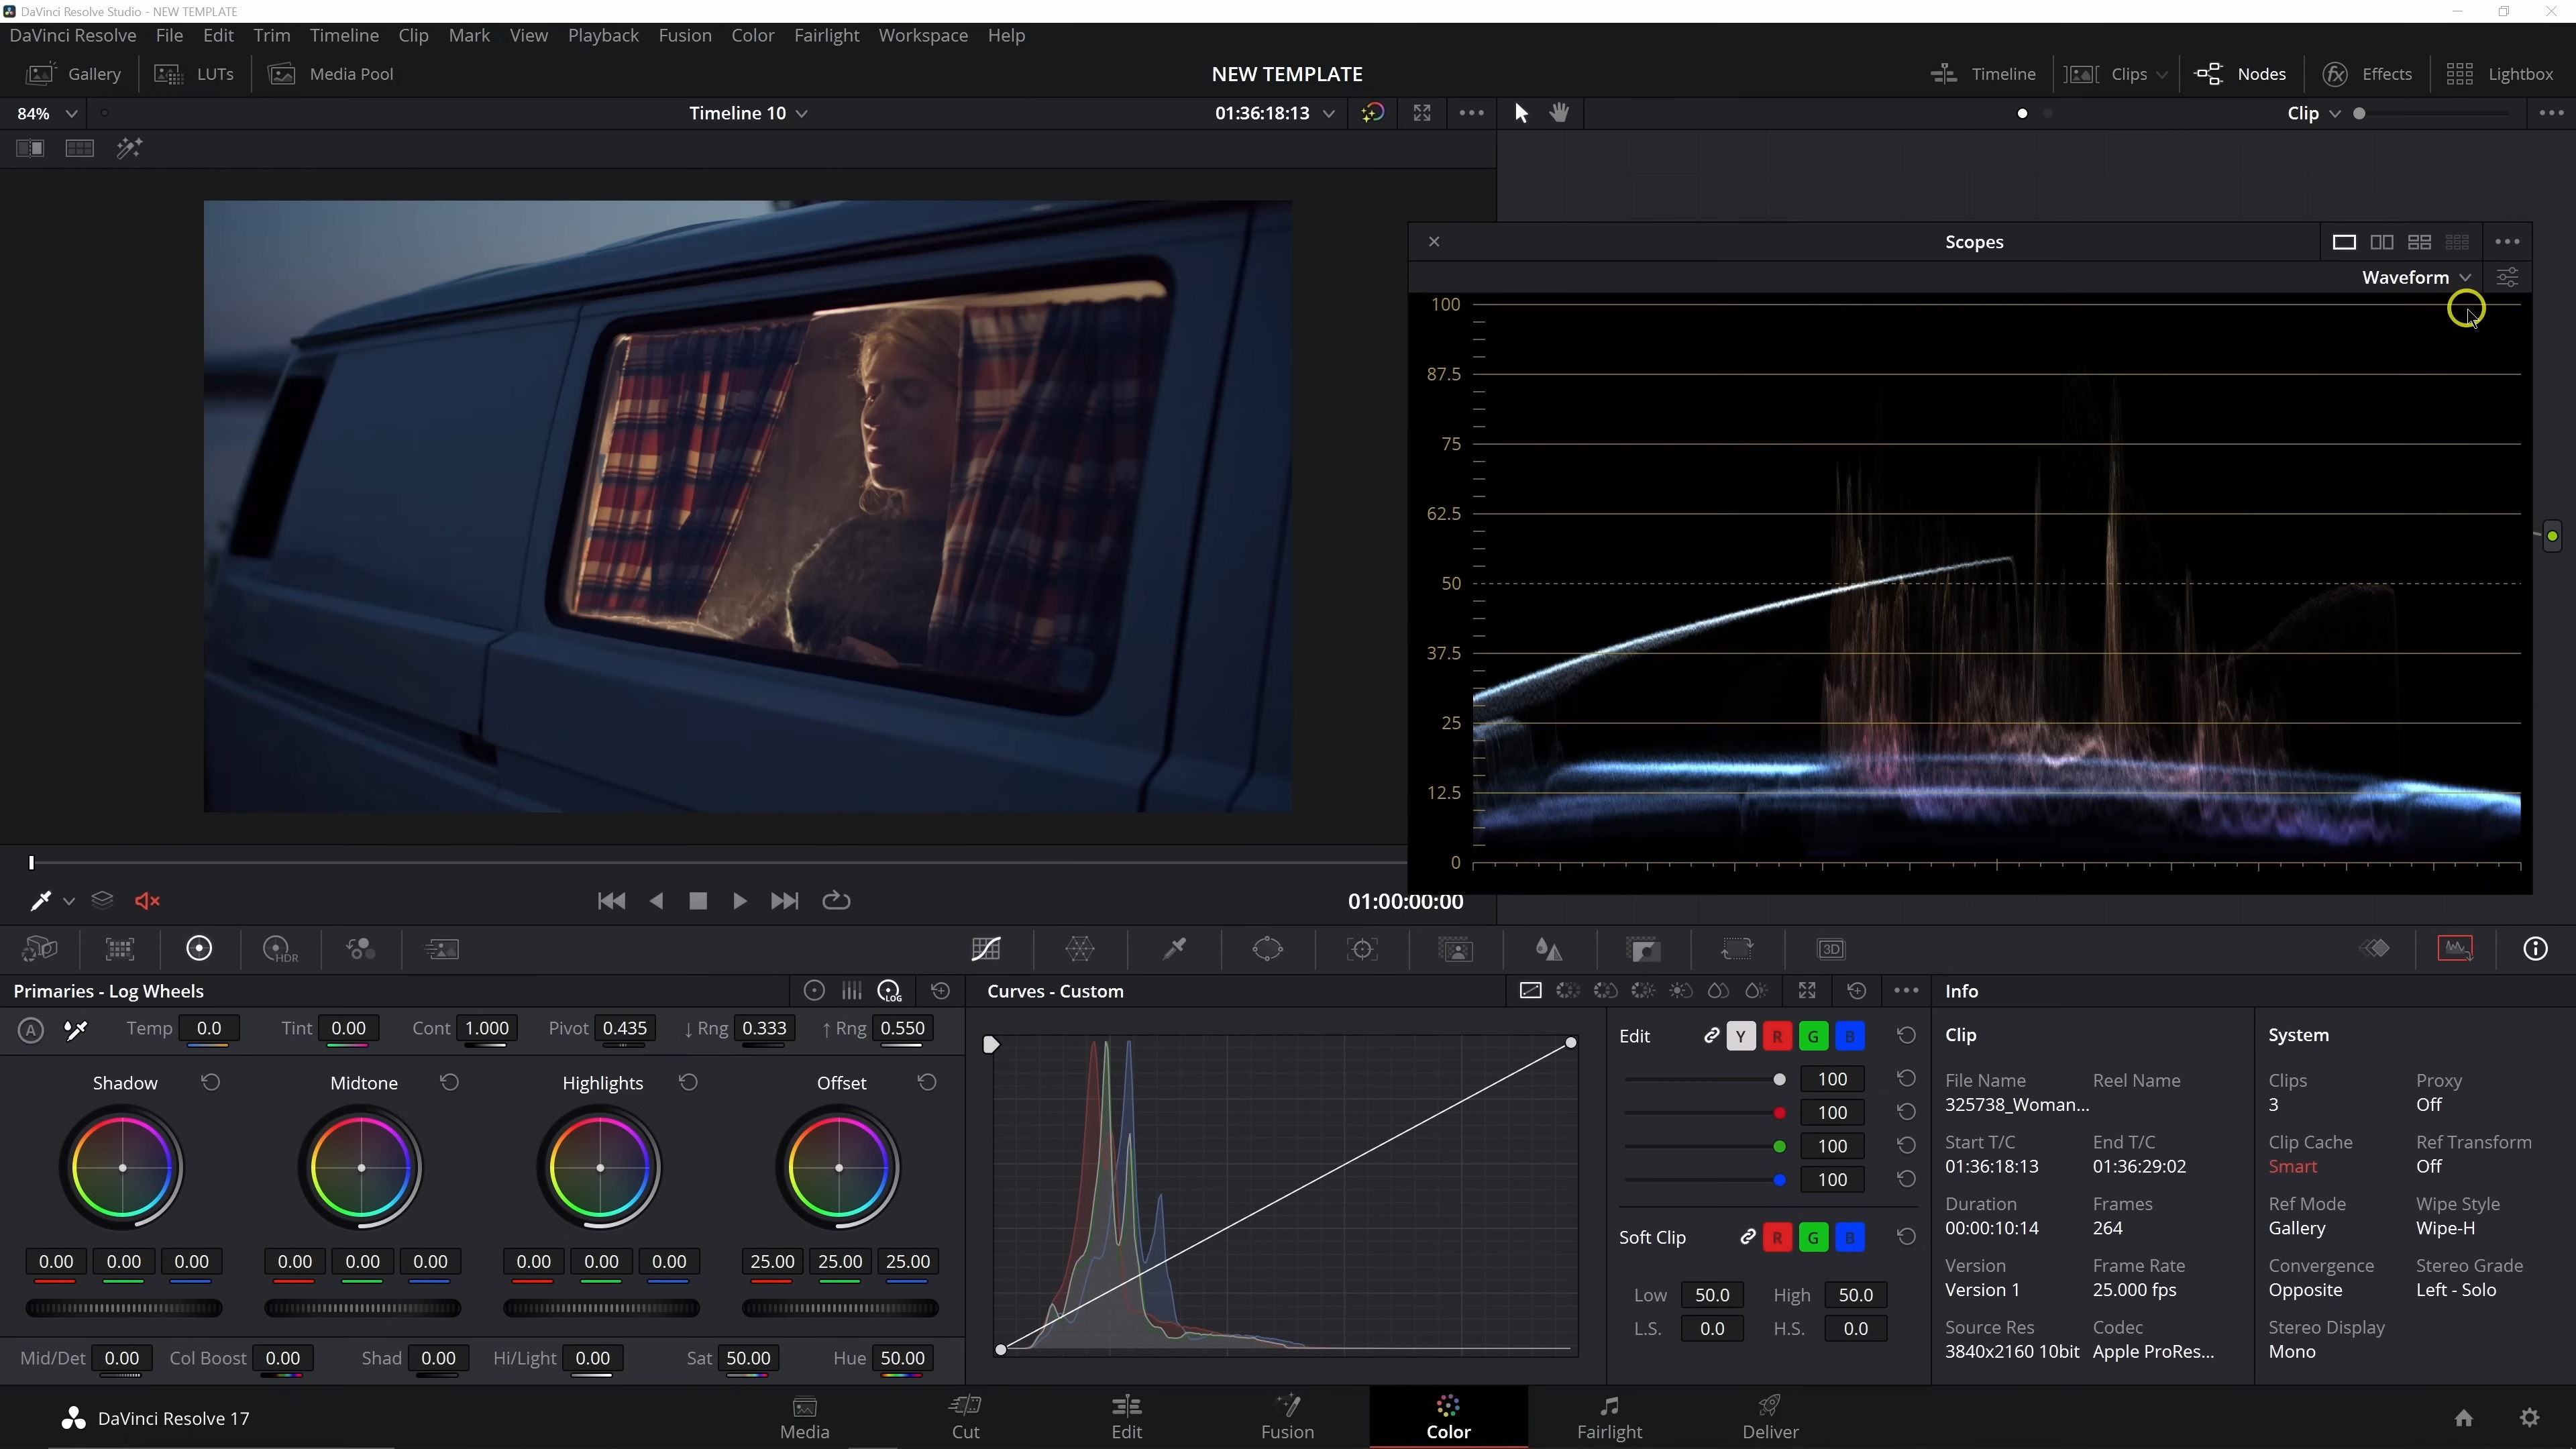 DaVinci Resolve Studio - NEW TEMPLATE
DaVinci Resolve File Edit Trim Timeline Clip Mark View Playback Fusion Color Fairlight Workspace Help
Gallery LUTs Media Pool NEW TEMPLATE Timeline Clips Nodes Effects Lightbox
84% Timeline 10 01:36:18:13 Clip
Scopes
Waveform
100
87.5
75
62.5
50
37.5
25
12.5
0
01:00:00:00
HDR 3D
Primaries - Log Wheels LOG Curves - Custom Info
A Temp 0.0 Tint 0.00 Cont 1.000 Pivot 0.435 ↓ Rng 0.333 ↑ Rng 0.550
Shadow Midtone Highlights Offset
0.00 0.00 0.00 0.00 0.00 0.00 0.00 0.00 0.00 25.00 25.00 25.00
Mid/Det 0.00 Col Boost 0.00 Shad 0.00 Hi/Light 0.00 Sat 50.00 Hue 50.00
Edit Y R G B
100
100
100
100
Soft Clip R G B
Low 50.0 High 50.0
L.S. 0.0 H.S. 0.0
Clip
File Name Reel Name
325738_Woman...
Start T/C End T/C
01:36:18:13 01:36:29:02
Duration Frames
00:00:10:14 264
Version Frame Rate
Version 1 25.000 fps
Source Res Codec
3840x2160 10bit Apple ProRes...
System
Clips Proxy
3 Off
Clip Cache Ref Transform
Smart Off
Ref Mode Wipe Style
Gallery Wipe-H
Convergence Stereo Grade
Opposite Left - Solo
Stereo Display
Mono
DaVinci Resolve 17 Media Cut Edit Fusion Color Fairlight Deliver